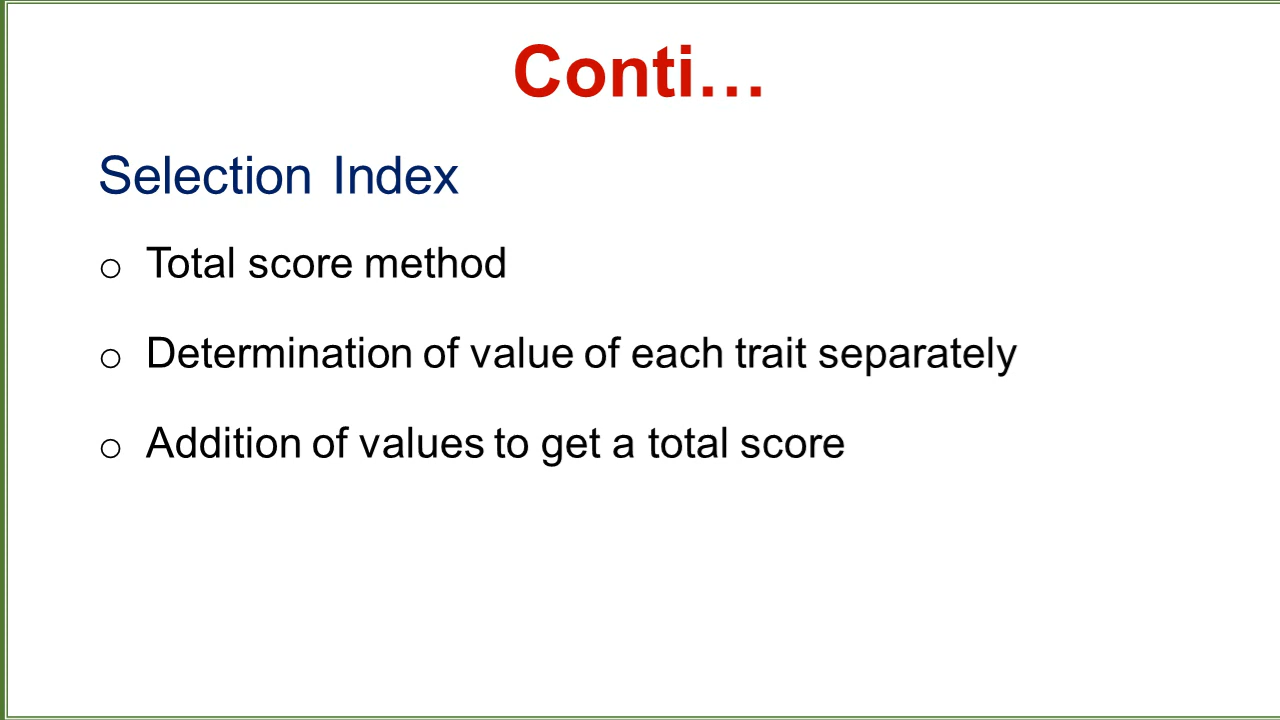 Conti…
Selection Index
o Total score method
o Determination of value of each trait separately
o Addition of values to get a total score